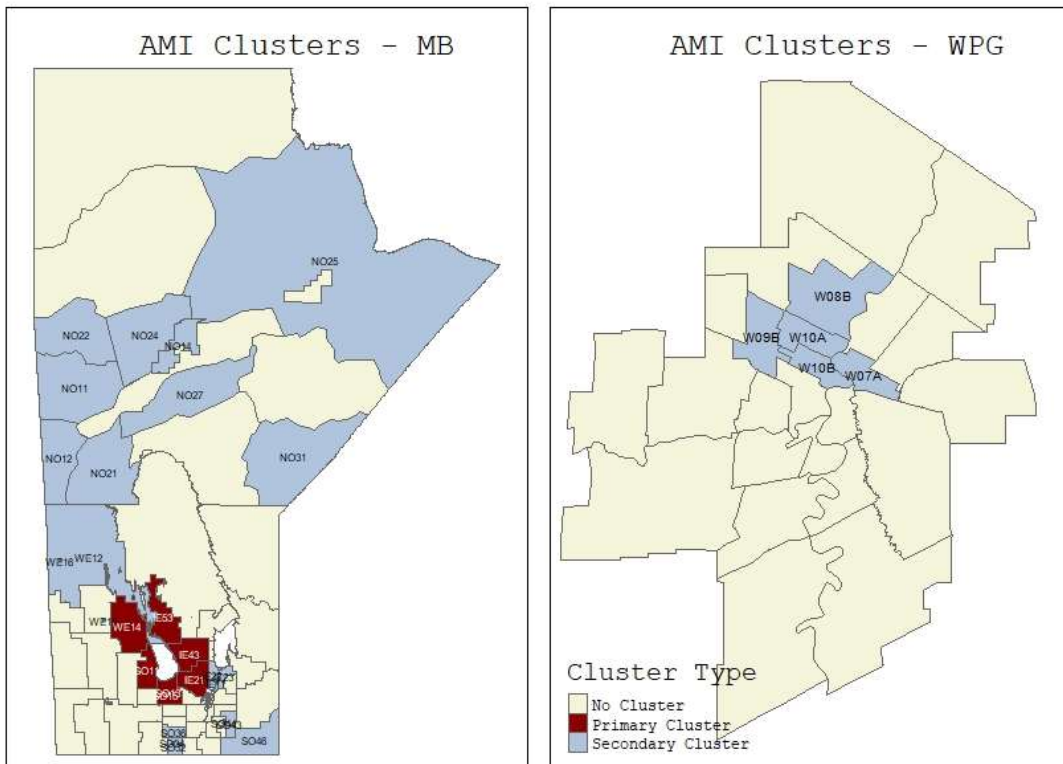 AMI Clusters - MB
NO25
NO22
NO24
NO11
NO27
NO12
NO21
NO31
WE16
WE12
WE14
IE53
IE43
IE21
SO46
AMI Clusters - WPG
W08B
W09B
W10A
W10B
W07A
Cluster Type
No Cluster
Primary Cluster
Secondary Cluster